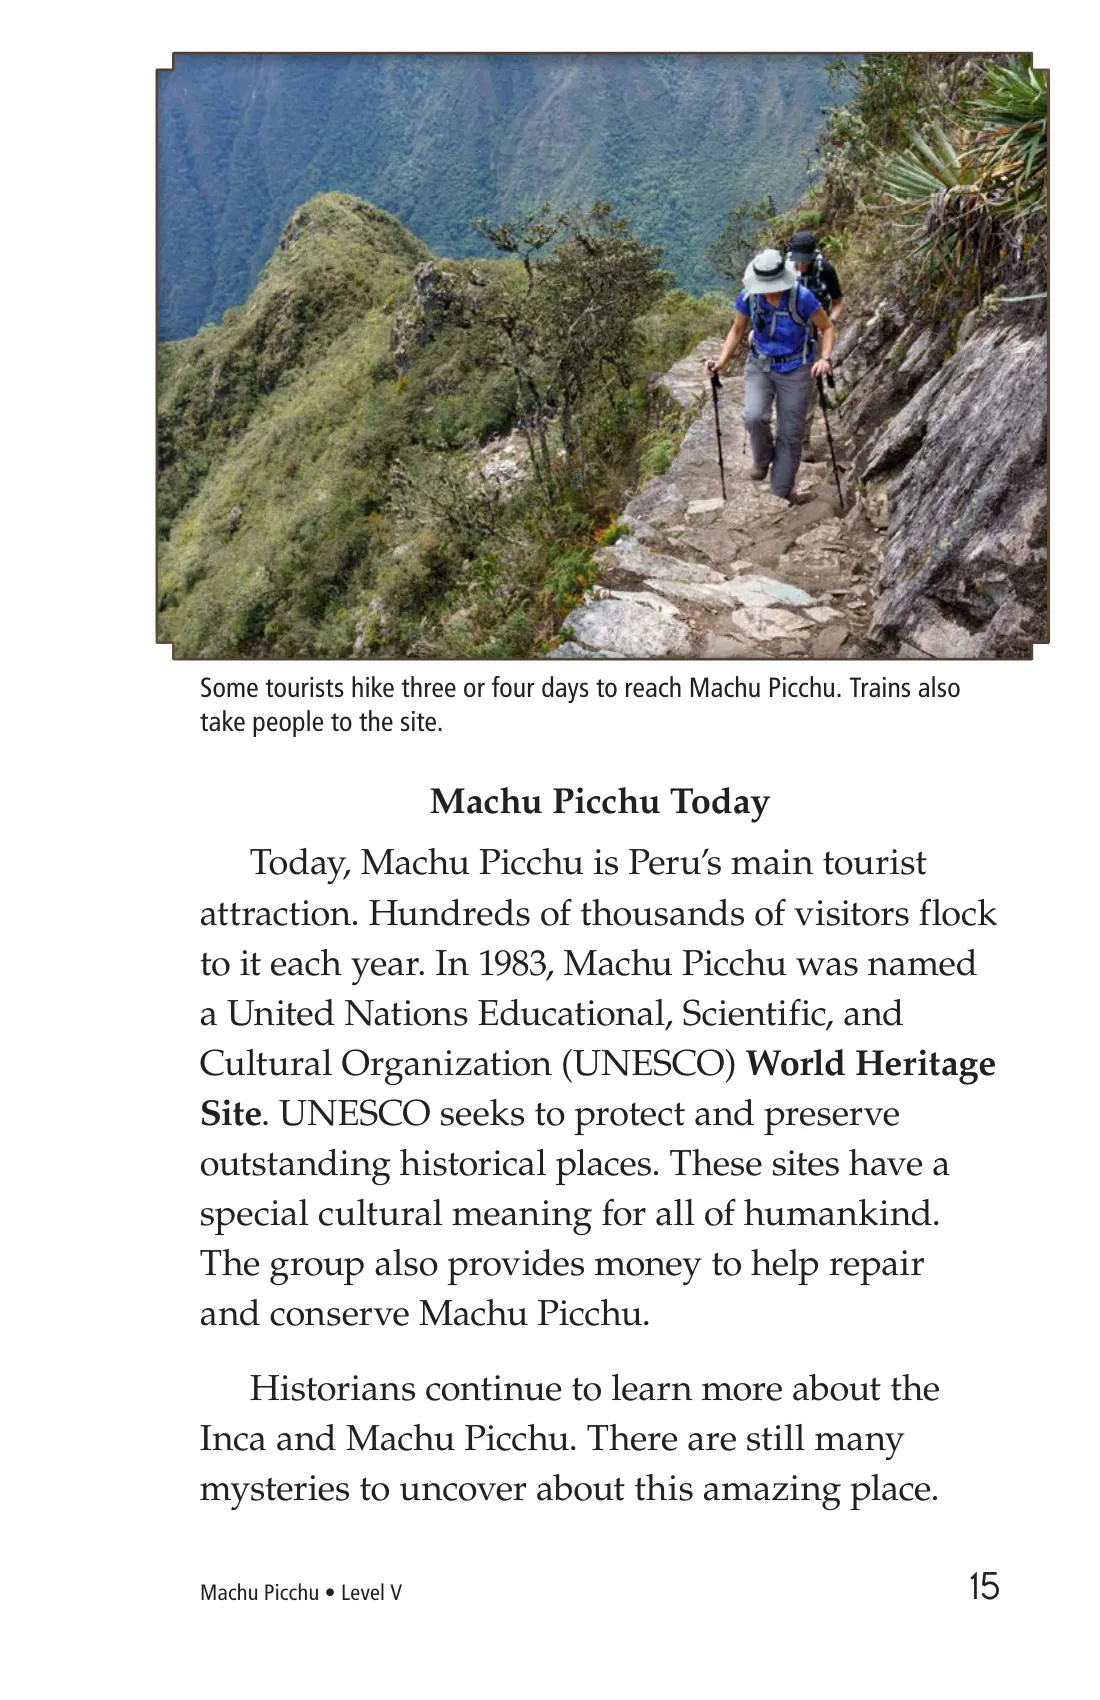 Some tourists hike three or four days to reach Machu Picchu. Trains also
take people to the site.
Machu Picchu Today
Today, Machu Picchu is Peru’s main tourist
attraction. Hundreds of thousands of visitors flock
to it each year. In 1983, Machu Picchu was named
a United Nations Educational, Scientific, and
Cultural Organization (UNESCO) World Heritage
Site. UNESCO seeks to protect and preserve
outstanding historical places. These sites have a
special cultural meaning for all of humankind.
The group also provides money to help repair
and conserve Machu Picchu.
Historians continue to learn more about the
Inca and Machu Picchu. There are still many
mysteries to uncover about this amazing place.
Machu Picchu • Level V
15